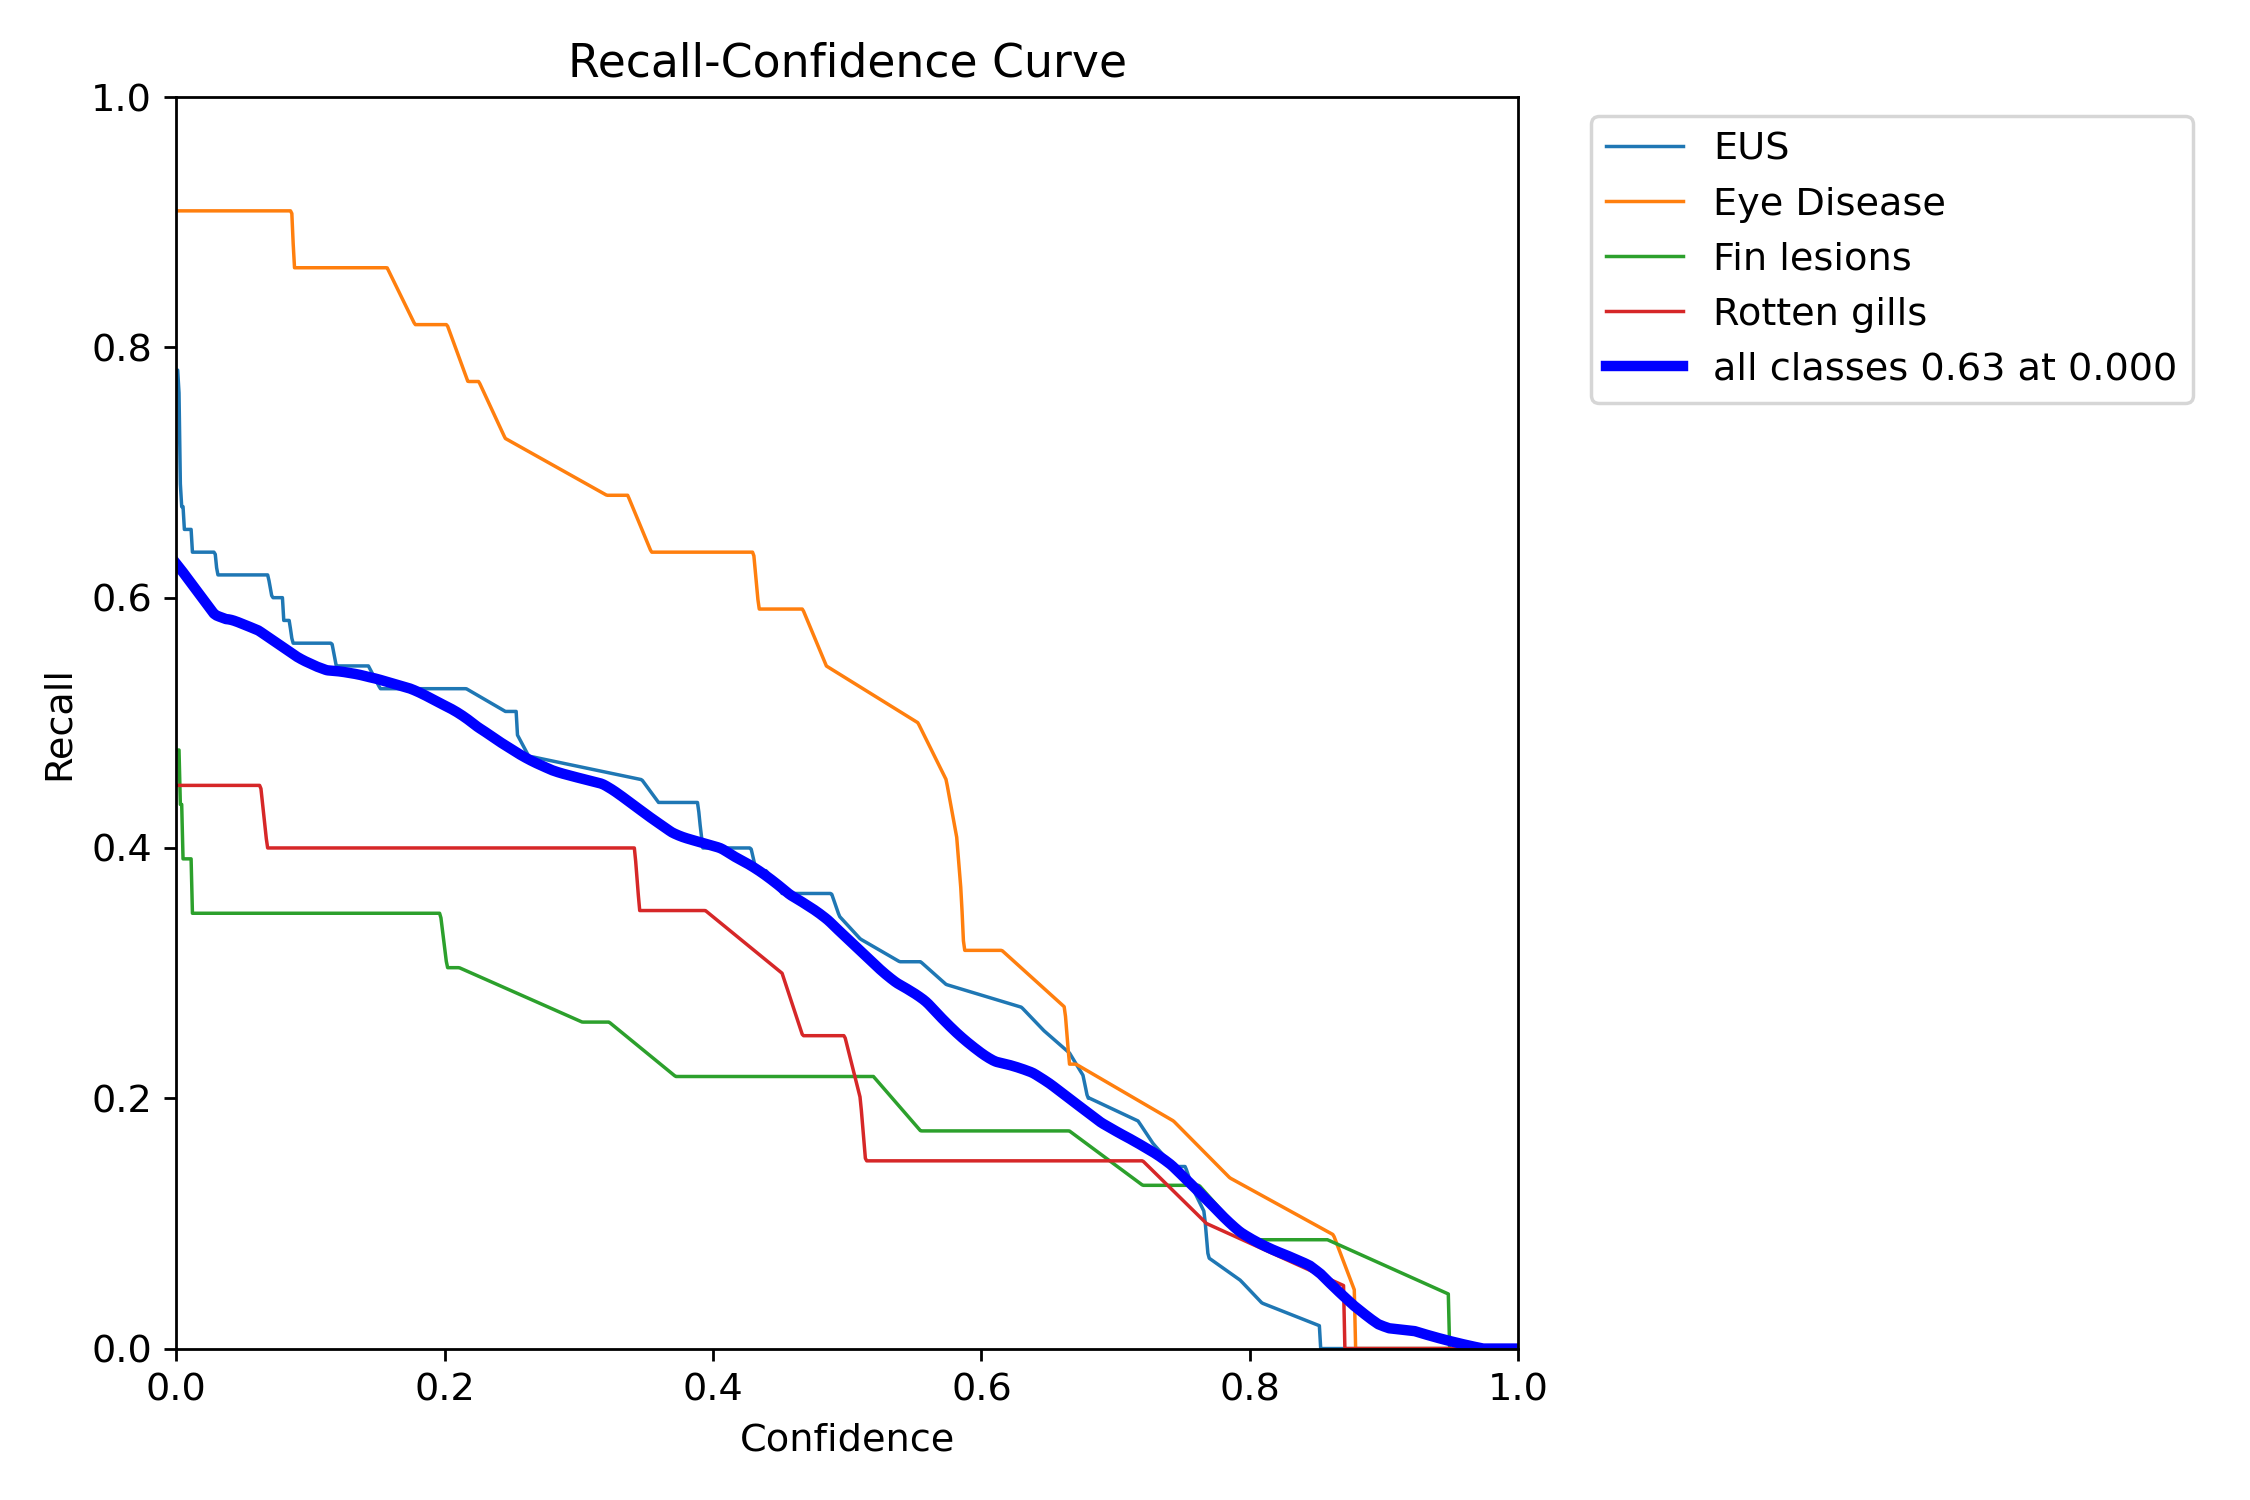 Recall-Confidence Curve
1.0
0.8
0.6
0.4
0.2
0.0
Recall
0.0 0.2 0.4 0.6 0.8 1.0
Confidence
EUS
Eye Disease
Fin lesions
Rotten gills
all classes 0.63 at 0.000